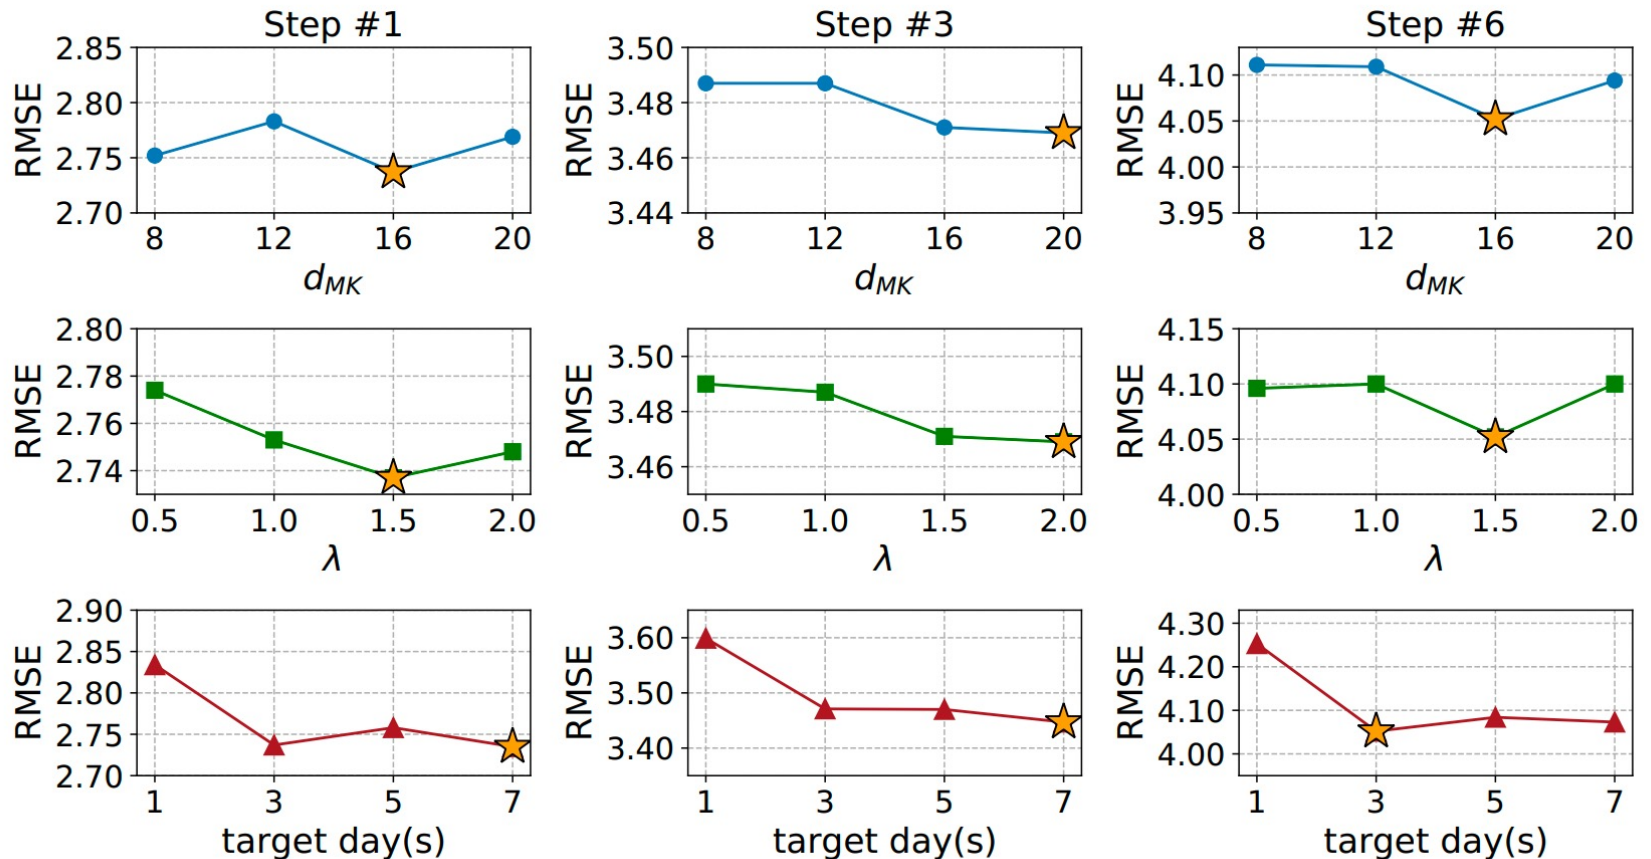 Step #1
RMSE
2.85
2.80
2.75
2.70
8 12 16 20
d_MK
Step #3
RMSE
3.50
3.48
3.46
3.44
8 12 16 20
d_MK
Step #6
RMSE
4.10
4.05
4.00
3.95
8 12 16 20
d_MK
RMSE
2.80
2.78
2.76
2.74
0.5 1.0 1.5 2.0
λ
RMSE
3.50
3.48
3.46
0.5 1.0 1.5 2.0
λ
RMSE
4.15
4.10
4.05
4.00
0.5 1.0 1.5 2.0
λ
RMSE
2.90
2.85
2.80
2.75
2.70
1 3 5 7
target day(s)
RMSE
3.60
3.50
3.40
1 3 5 7
target day(s)
RMSE
4.30
4.20
4.10
4.00
1 3 5 7
target day(s)